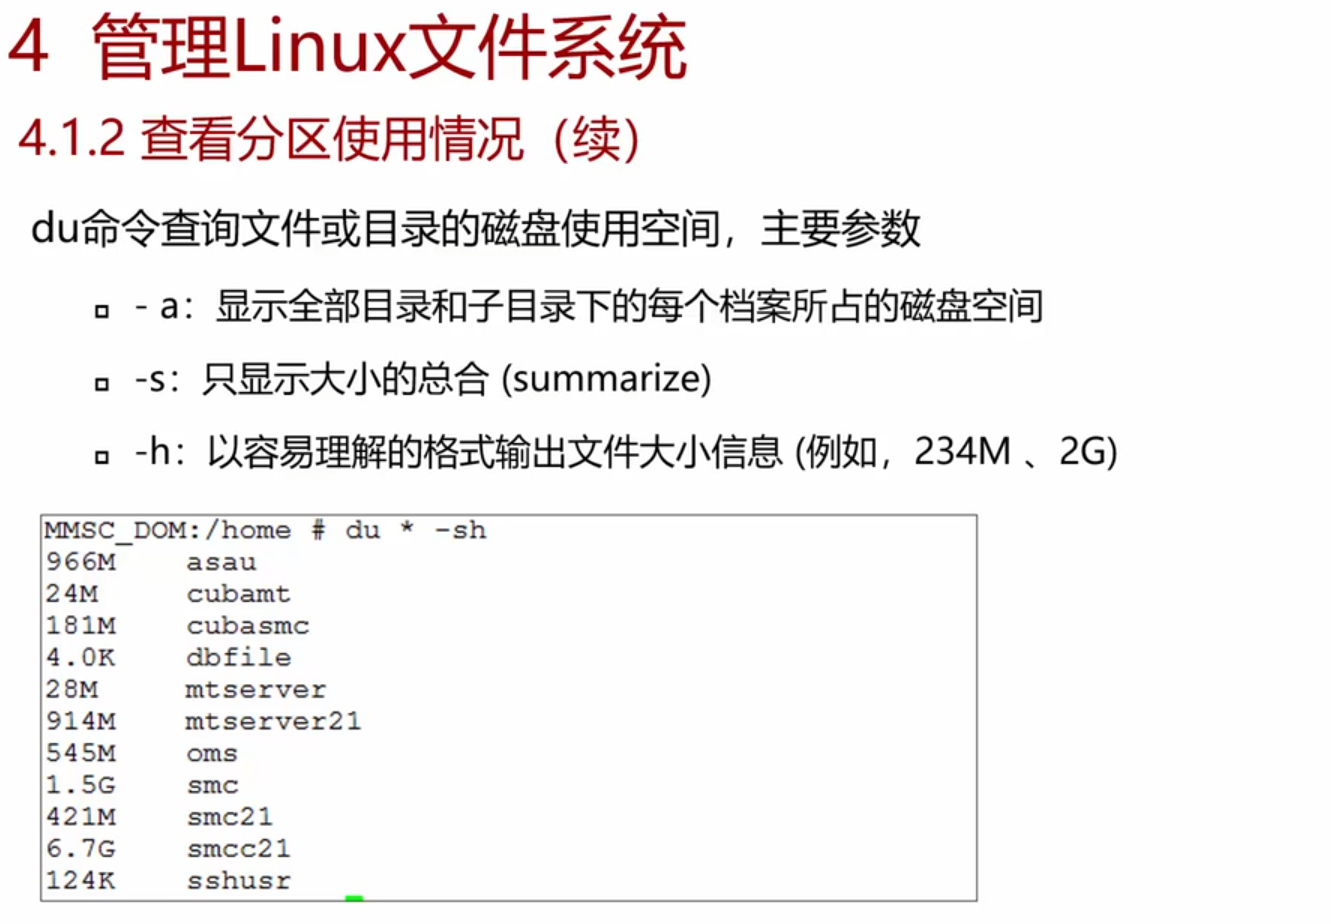 4 管理Linux文件系统
4.1.2 查看分区使用情况（续）
du命令查询文件或目录的磁盘使用空间，主要参数
- a：显示全部目录和子目录下的每个档案所占的磁盘空间
-s：只显示大小的总合 (summarize)
-h：以容易理解的格式输出文件大小信息 (例如，234M 、2G)
MMSC_DOM:/home # du * -sh
966M asau
24M cubamt
181M cubasmc
4.0K dbfile
28M mtserver
914M mtserver21
545M oms
1.5G smc
421M smc21
6.7G smcc21
124K sshusr